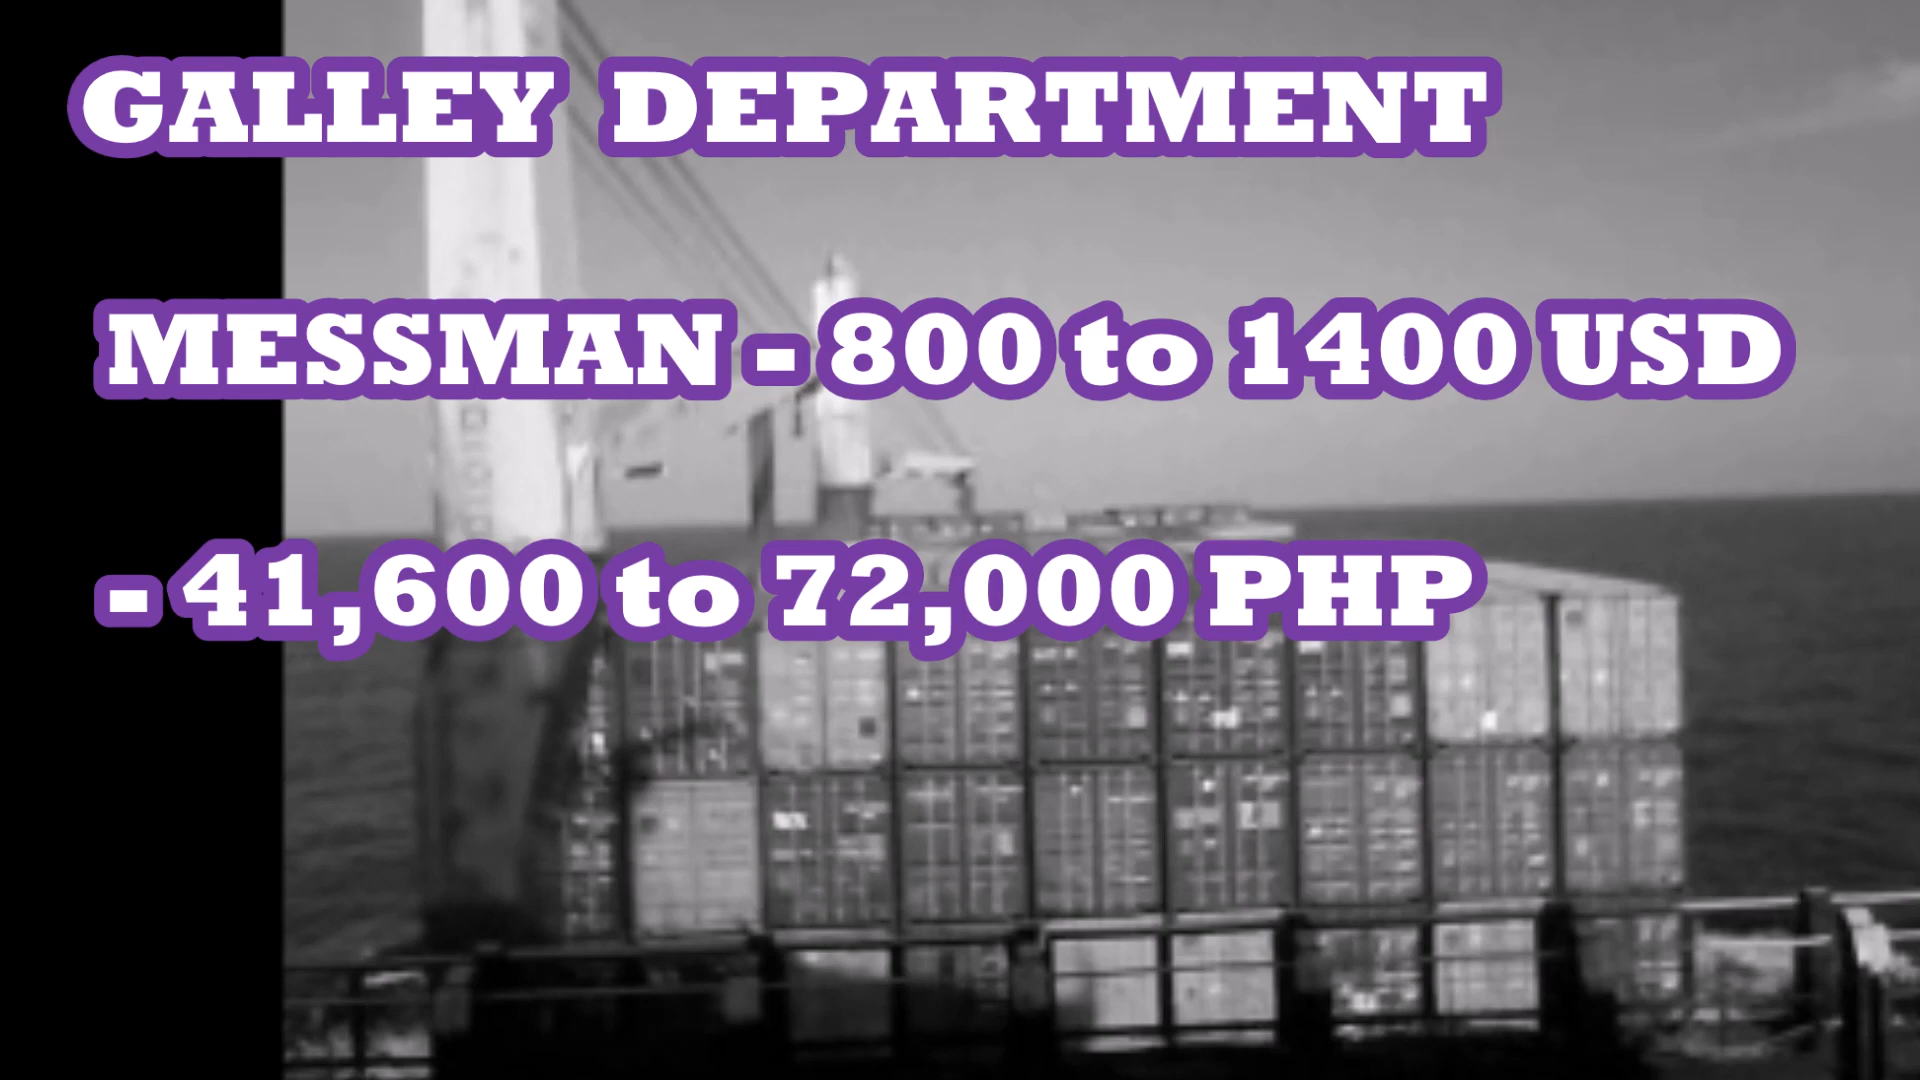 GALLEY DEPARTMENT
MESSMAN - 800 to 1400 USD
- 41,600 to 72,000 PHP